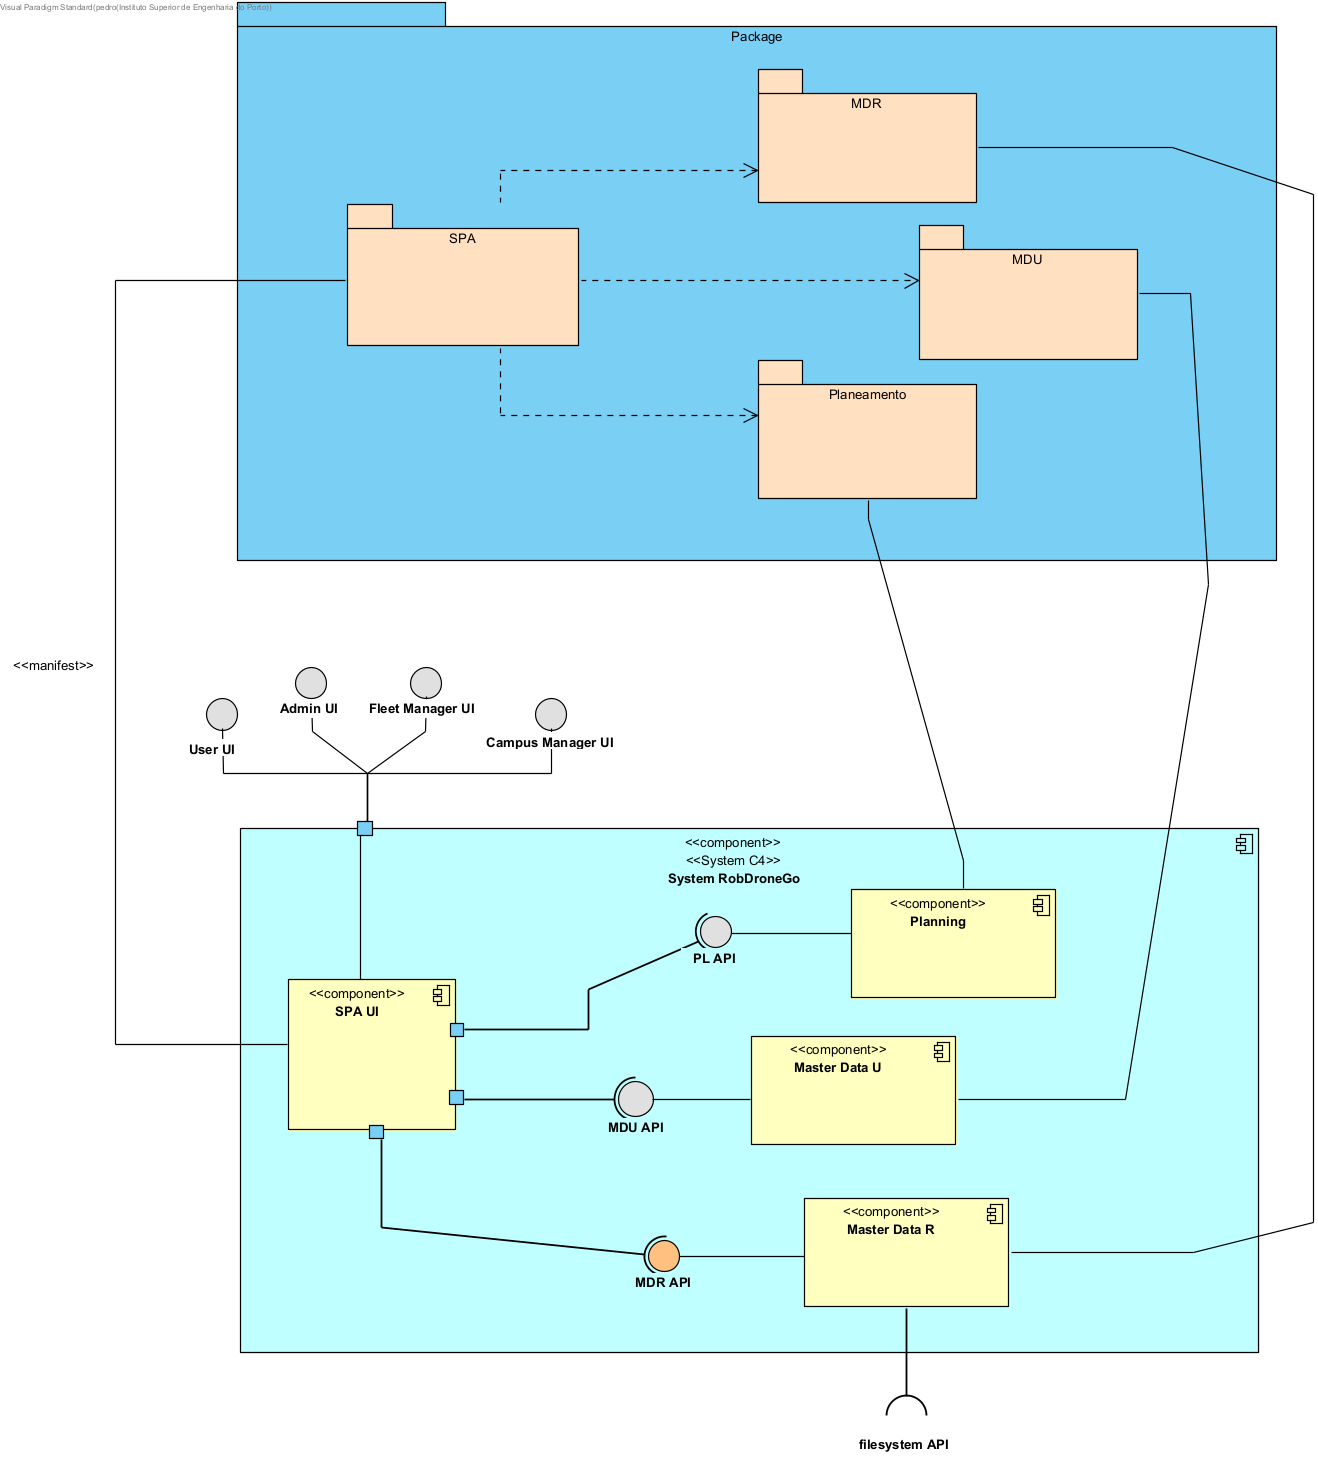 Visual Paradigm Standard(pedro(Instituto Superior de Engenharia do Porto))
Package
MDR
SPA
MDU
Planeamento
<<manifest>>
Admin UI
Fleet Manager UI
User UI
Campus Manager UI
<<component>>
<<System C4>>
System RobDroneGo
<<component>>
Planning
PL API
<<component>>
SPA UI
<<component>>
Master Data U
MDU API
<<component>>
Master Data R
MDR API
filesystem API